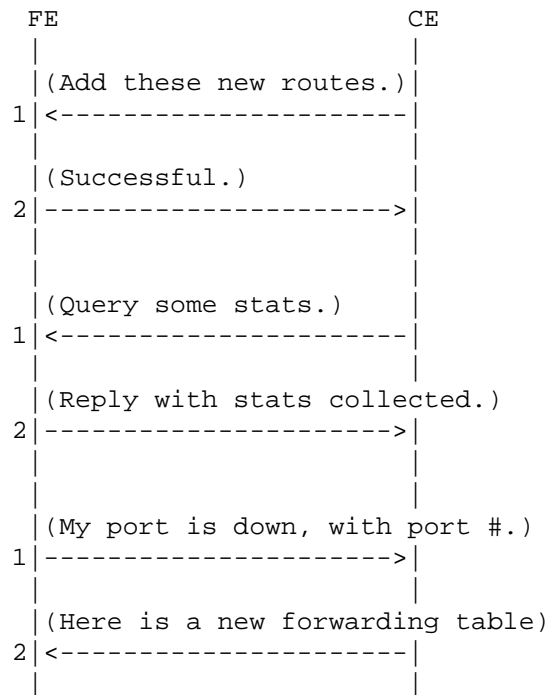 FE                      CE
 |                       |
 |(Add these new routes.)|
1|<----------------------|
 |                       |
 |(Successful.)          |
2|---------------------->|
 |                       |
 |                       |
 |(Query some stats.)    |
1|<----------------------|
 |                       |
 |(Reply with stats collected.)
2|---------------------->|
 |                       |
 |                       |
 |(My port is down, with port #.)
1|---------------------->|
 |                       |
 |(Here is a new forwarding table)
2|<----------------------|
 |                       |